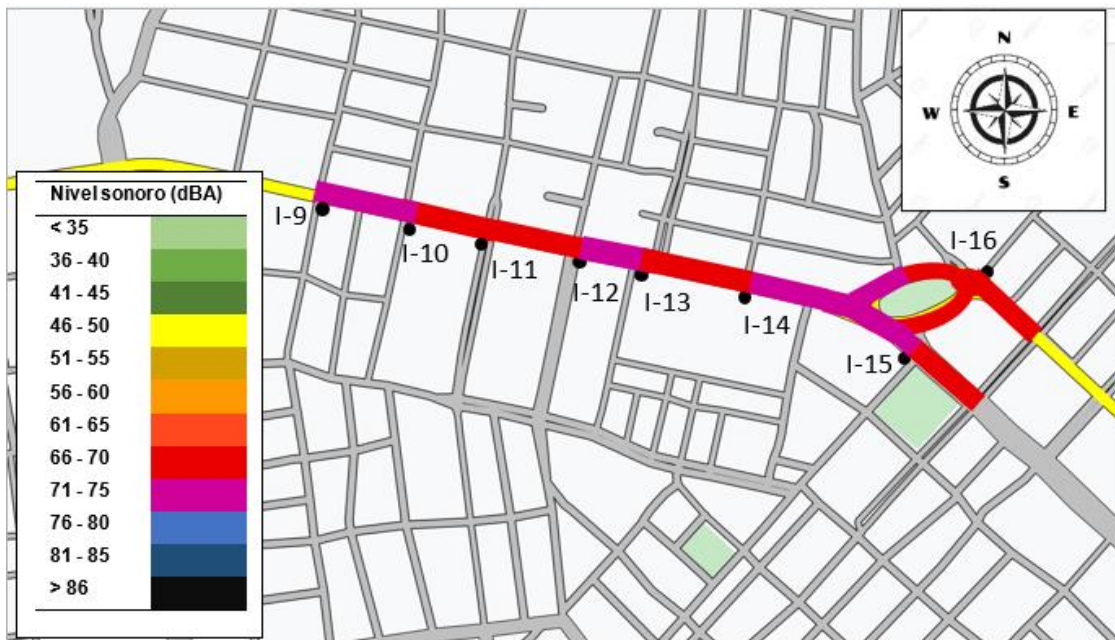 N
W
E
S
Nivel sonoro (dBA)
< 35
36 - 40
41 - 45
46 - 50
51 - 55
56 - 60
61 - 65
66 - 70
71 - 75
76 - 80
81 - 85
> 86
I-9
I-10
I-11
I-12
I-13
I-14
I-15
I-16